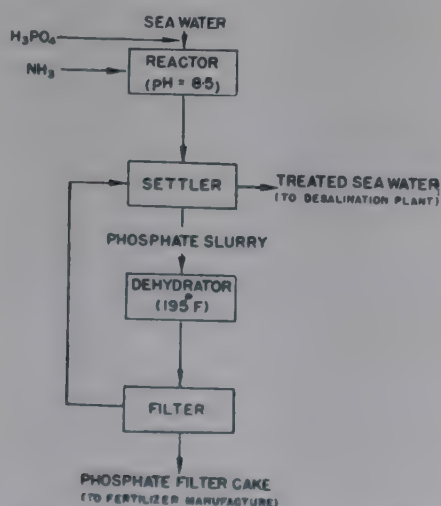 SEA WATER
H₃PO₄
NH₃
REACTOR
(PH = 8·5)
SETTLER
TREATED SEA WATER
(TO DESALINATION PLANT)
PHOSPHATE SLURRY
DEHYDRATOR
(195°F)
FILTER
PHOSPHATE FILTER CAKE
(TO FERTILIZER MANUFACTURE)